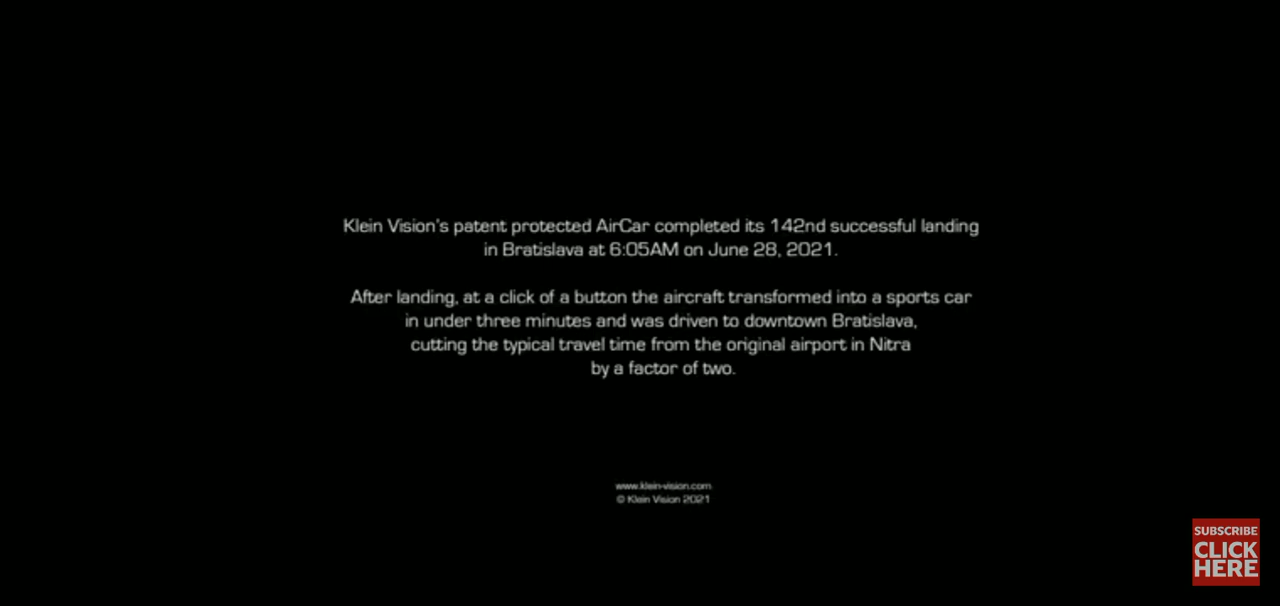 Klein Vision's patent protected AirCar completed its 142nd successful landing
in Bratislava at 6:05AM on June 28, 2021.
After landing, at a click of a button the aircraft transformed into a sports car
in under three minutes and was driven to downtown Bratislava,
cutting the typical travel time from the original airport in Nitra
by a factor of two.
www.klein-vision.com
© Klein Vision 2021
SUBSCRIBE
CLICK
HERE